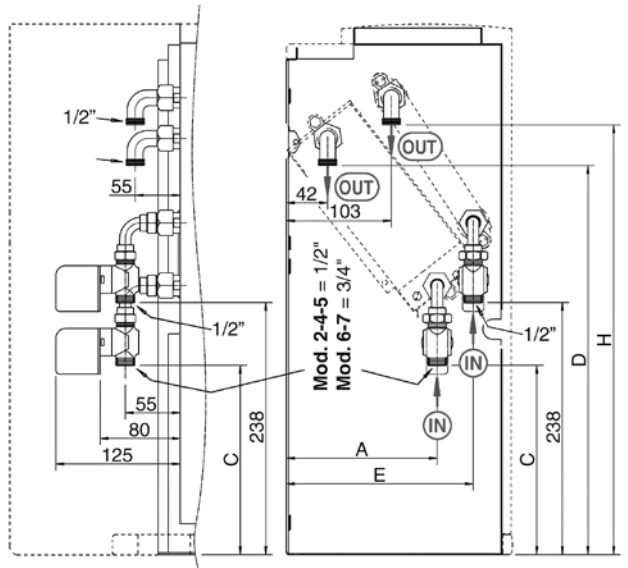 1/2"
55
42
OUT
OUT
103
Mod. 2-4-5 = 1/2"
Mod. 6-7 = 3/4"
1/2"
1/2"
IN
IN
55
80
125
C
238
A
E
C
238
D
H